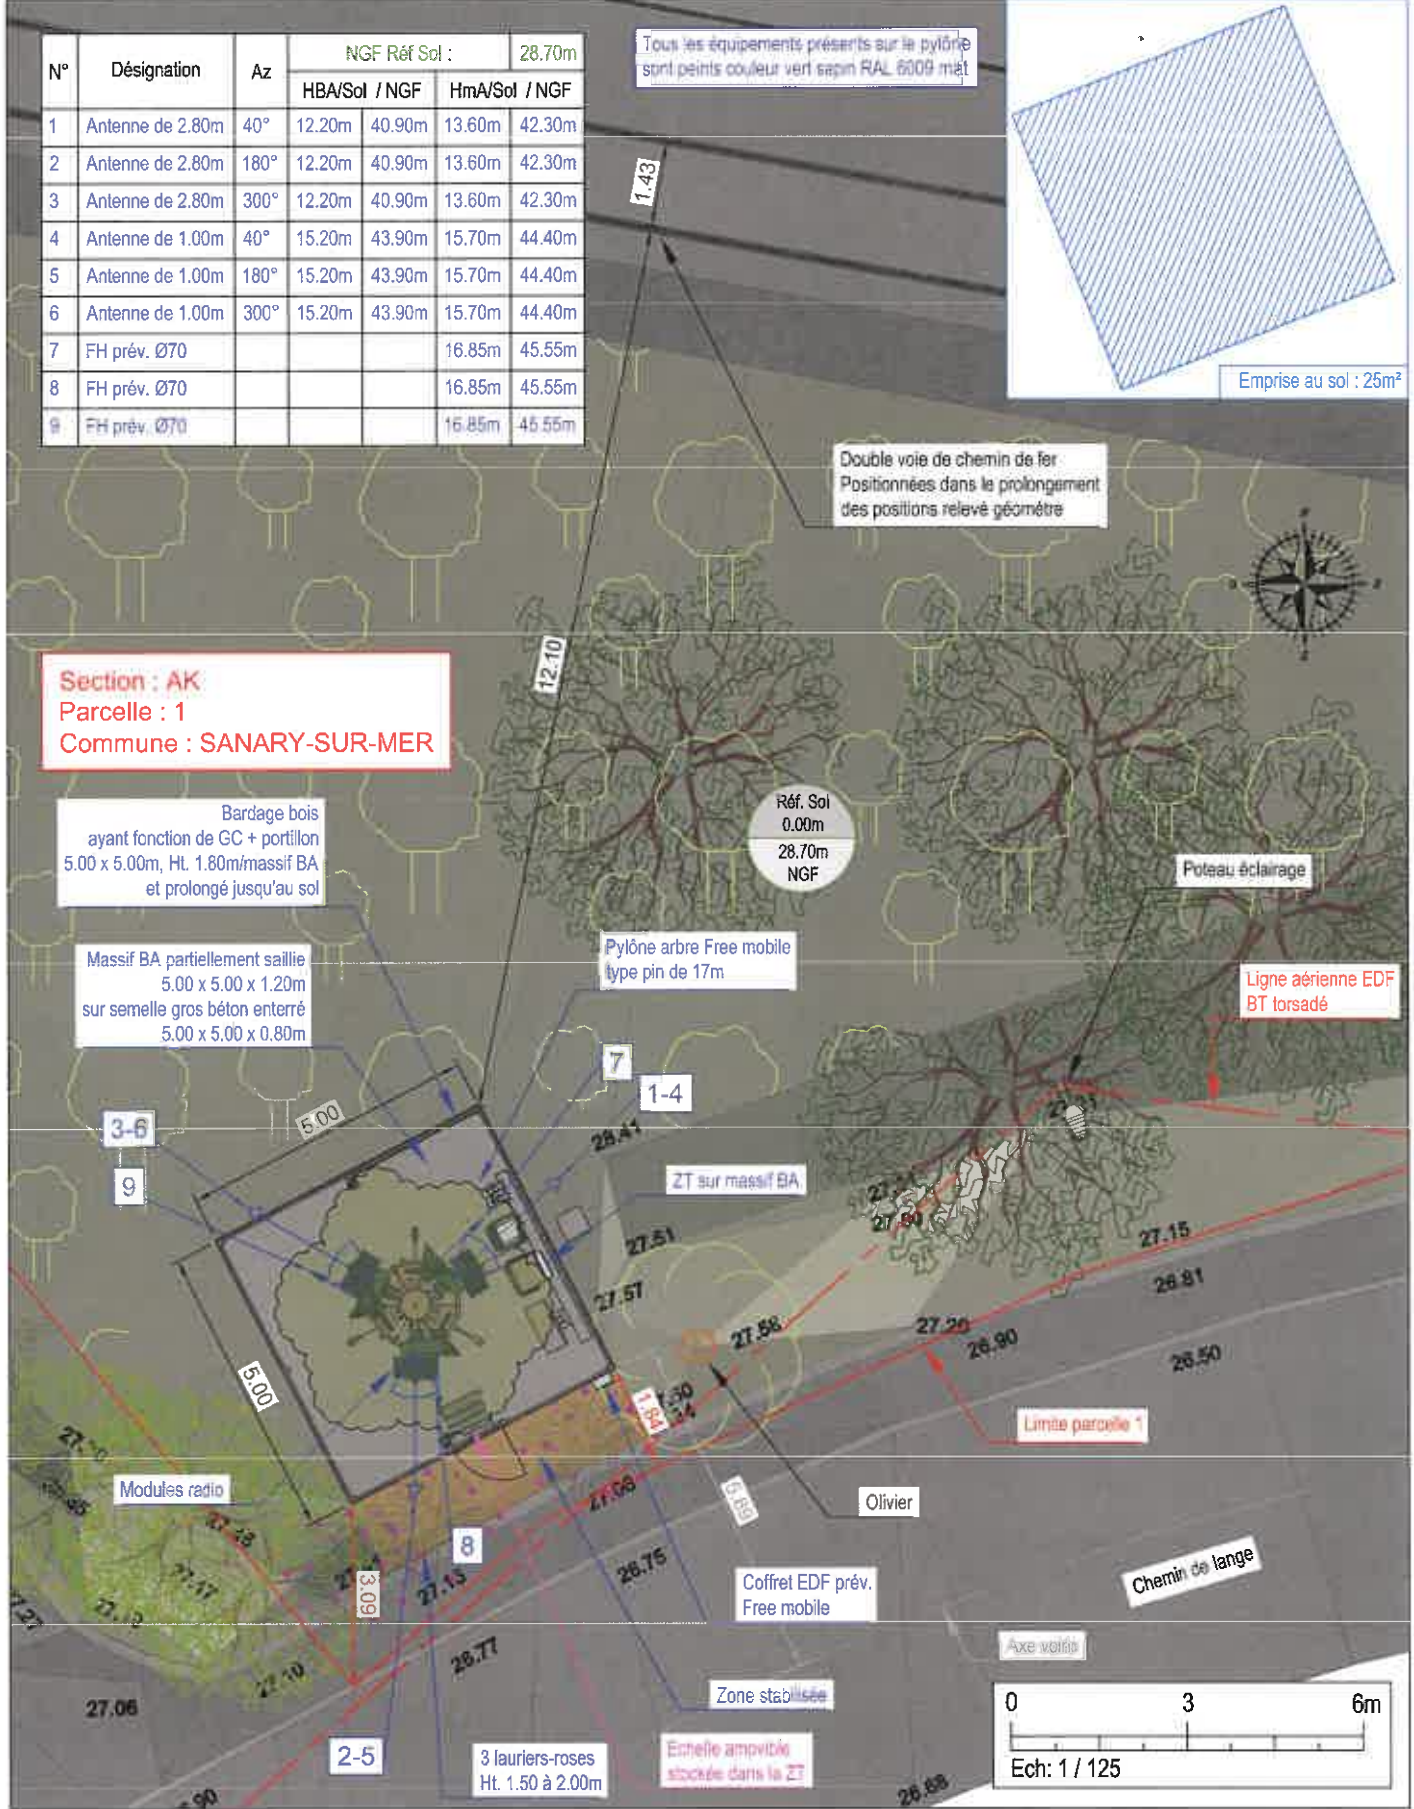 N° Désignation Az NGF Réf Sol : 28.70m
HBA/Sol / NGF HmA/Sol / NGF
1 Antenne de 2.80m 40° 12.20m 40.90m 13.60m 42.30m
2 Antenne de 2.80m 180° 12.20m 40.90m 13.60m 42.30m
3 Antenne de 2.80m 300° 12.20m 40.90m 13.60m 42.30m
4 Antenne de 1.00m 40° 15.20m 43.90m 15.70m 44.40m
5 Antenne de 1.00m 180° 15.20m 43.90m 15.70m 44.40m
6 Antenne de 1.00m 300° 15.20m 43.90m 15.70m 44.40m
7 FH prév. Ø70 16.85m 45.55m
8 FH prév. Ø70 16.85m 45.55m
9 FH prév. Ø70 16.85m 45.55m
Tous les équipements présents sur le pylône
sont peints couleur vert sapin RAL 6009 mat
Emprise au sol : 25m²
1.43
Double voie de chemin de fer
Positionnées dans le prolongement
des positions relevé géomètre
12.10
Section : AK
Parcelle : 1
Commune : SANARY-SUR-MER
Réf. Sol
0.00m
28.70m
NGF
Bardage bois
ayant fonction de GC + portillon
5.00 x 5.00m, Ht. 1.80m/massif BA
et prolongé jusqu'au sol
Poteau éclairage
Massif BA partiellement saillie
5.00 x 5.00 x 1.20m
sur semelle gros béton enterré
5.00 x 5.00 x 0.80m
Pylône arbre Free mobile
type pin de 17m
Ligne aérienne EDF
BT torsadé
7
1-4
3-6
5.00
28.41
9
ZT sur massif BA
27.51
27.60
27.15
26.81
27.57
27.58
27.20
26.90
26.50
5.00
1.84
Limite parcelle 1
Modules radio
27.08
5.89
Olivier
27.17
8
26.75
3.09
27.13
Coffret EDF prév.
Free mobile
Chemin de lange
26.77
27.10
27.06
Axe voirie
Zone stabilisée
0 3 6m
Ech: 1 / 125
2-5
3 lauriers-roses
Ht. 1.50 à 2.00m
Echelle amovible
stockée dans la ZT
26.68